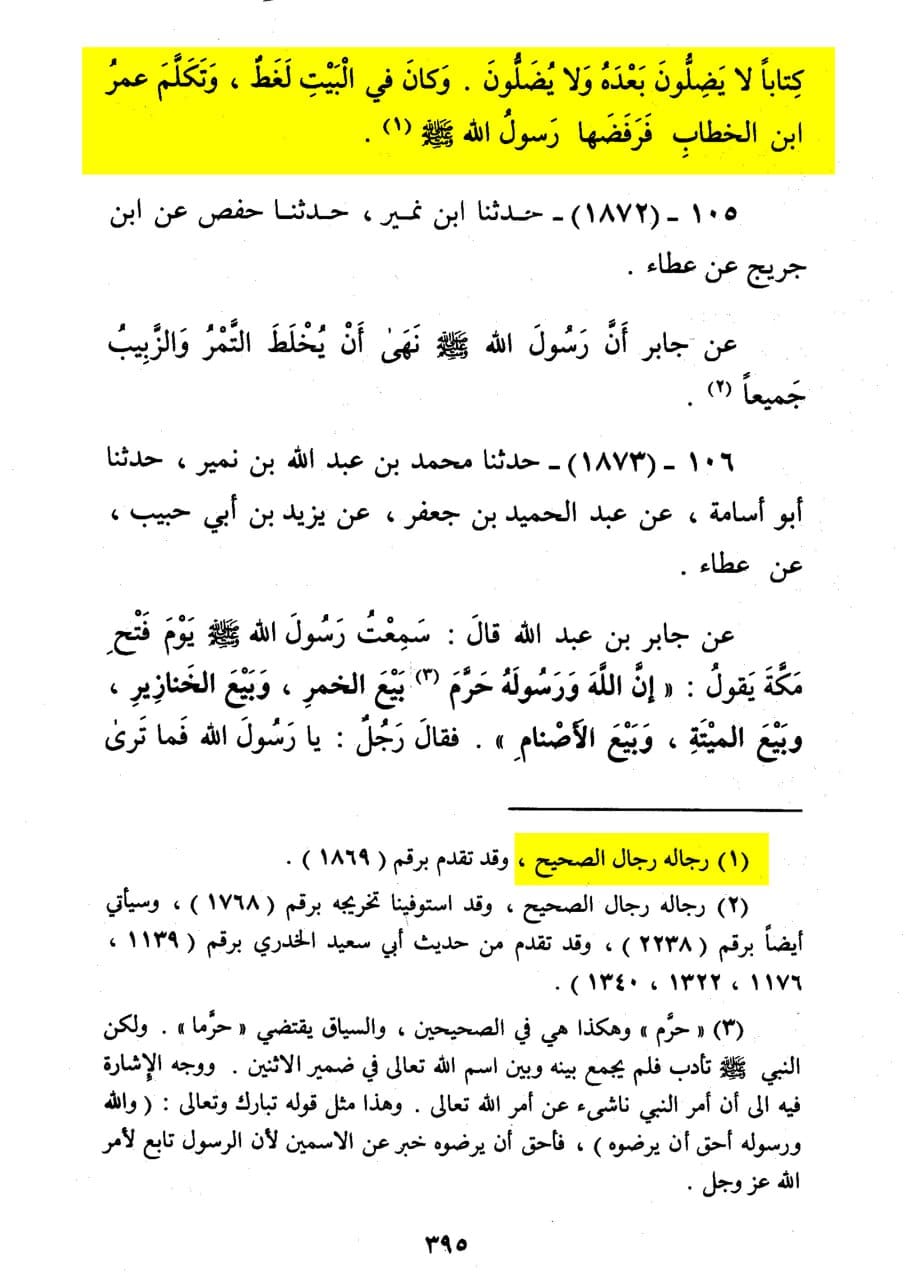 كِتاباً لا يَضِلُّونَ بَعْدَهُ وَلا يُضَلُّونَ . وَكانَ في الْبَيْتِ لَغَطٌ ، وَتَكَلَّمَ عمرُ
ابن الخطابِ فَرَفَضَها رَسولُ الله ﷺ (١) .
١٠٥ ـ (١٨٧٢) ـ حدثنا ابن نمير ، حدثنا حفص عن ابن
جريج عن عطاء .
عن جابر أَنَّ رَسُولَ الله ﷺ نَهَىٰ أَنْ يُخْلَطَ التَّمْرُ وَالزَّبِيبُ
جَميعاً (٢) .
١٠٦ ـ (١٨٧٣) ـ حدثنا محمد بن عبد الله بن نمير ، حدثنا
أبو أسامة ، عن عبد الحميد بن جعفر ، عن يزيد بن أبي حبيب ،
عن عطاء .
عن جابر بن عبد الله قالَ : سَمِعْتُ رَسُولَ الله ﷺ يَوْمَ فَتْحِ
مَكَّةَ يَقولُ : « إنَّ اللَّهَ وَرَسُولَهُ حَرَّمَ (٣) بَيْعَ الخمرِ ، وَبَيْعَ الخَنازِيرِ ،
وبَيْعَ الميْتَةِ ، وَبَيْعَ الأَصْنامِ » . فقالَ رَجُلٌ : يا رَسُولَ الله فَما تَرىٰ
(١) رجاله رجال الصحيح ، وقد تقدم برقم ( ١٨٦٩ ) .
(٢) رجاله رجال الصحيح ، وقد استوفينا تخريجه برقم ( ١٧٦٨ ) ، وسيأتي
أيضاً برقم ( ٢٢٣٨ ) ، وقد تقدم من حديث أبي سعيد الخدري برقم ( ١١٣٩ ،
١١٧٦ ، ١٣٢٢ ، ١٣٤٠ ) .
(٣) « حرَّم » وهكذا هي في الصحيحين ، والسياق يقتضي « حرَّما » . ولكن
النبي ﷺ تأدب فلم يجمع بينه وبين اسم الله تعالى في ضمير الاثنين . ووجه الإِشارة
فيه الى أن أمر النبي ناشىء عن أمر الله تعالى . وهذا مثل قوله تبارك وتعالى : ( والله
ورسوله أحق أن يرضوه ) ، فأحق أن يرضوه خبر عن الاسمين لأن الرسول تابع لأمر
الله عز وجل .
٣٩٥